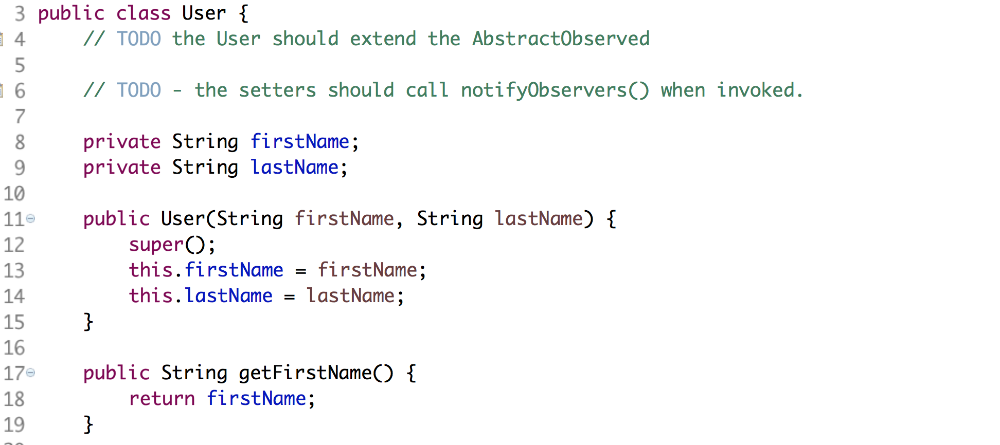 3 public class User {
4 // TODO the User should extend the AbstractObserved
5
6 // TODO - the setters should call notifyObservers() when invoked.
7
8 private String firstName;
9 private String lastName;
10
11 public User(String firstName, String lastName) {
12 super();
13 this.firstName = firstName;
14 this.lastName = lastName;
15 }
16
17 public String getFirstName() {
18 return firstName;
19 }